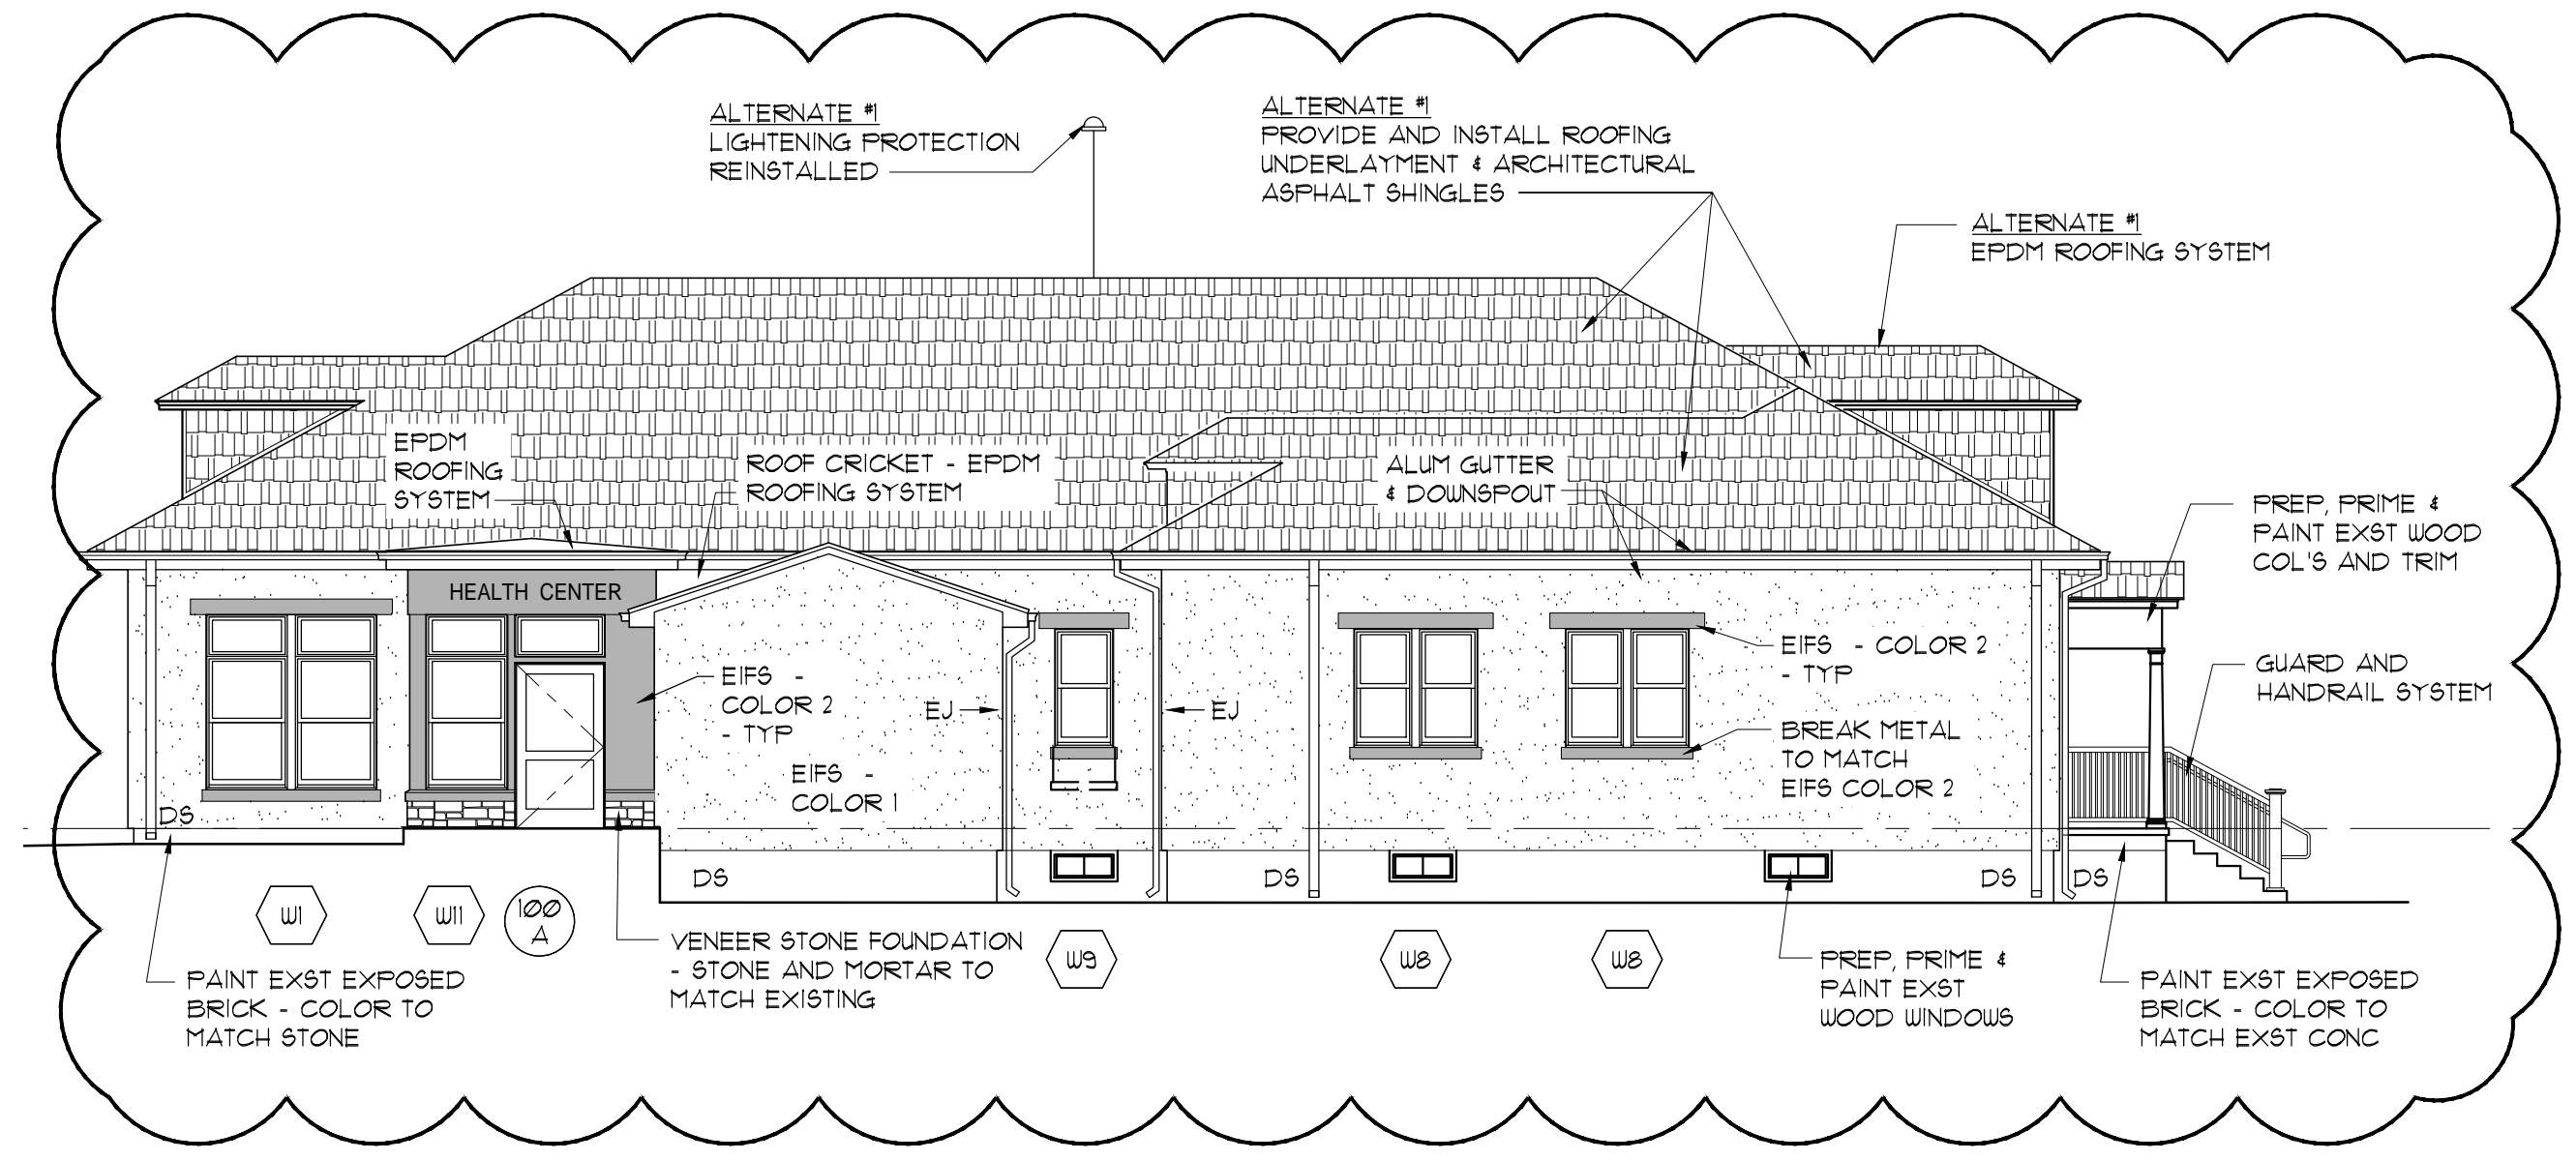 ALTERNATE #1
LIGHTENING PROTECTION
REINSTALLED
ALTERNATE #1
PROVIDE AND INSTALL ROOFING
UNDERLAYMENT & ARCHITECTURAL
ASPHALT SHINGLES
ALTERNATE #1
EPDM ROOFING SYSTEM
EPDM
ROOFING
SYSTEM
ROOF CRICKET - EPDM
ROOFING SYSTEM
ALUM GUTTER
& DOWNSPOUT
PREP, PRIME &
PAINT EXST WOOD
COL'S AND TRIM
HEALTH CENTER
EIFS -
COLOR 2
- TYP
EIFS -
COLOR 1
EJ
EJ
EIFS - COLOR 2
- TYP
BREAK METAL
TO MATCH
EIFS COLOR 2
GUARD AND
HANDRAIL SYSTEM
DS
DS
DS
DS
DS
W1
W11
100
A
W9
W8
W8
PAINT EXST EXPOSED
BRICK - COLOR TO
MATCH STONE
VENEER STONE FOUNDATION
- STONE AND MORTAR TO
MATCH EXISTING
PREP, PRIME &
PAINT EXST
WOOD WINDOWS
PAINT EXST EXPOSED
BRICK - COLOR TO
MATCH EXST CONC